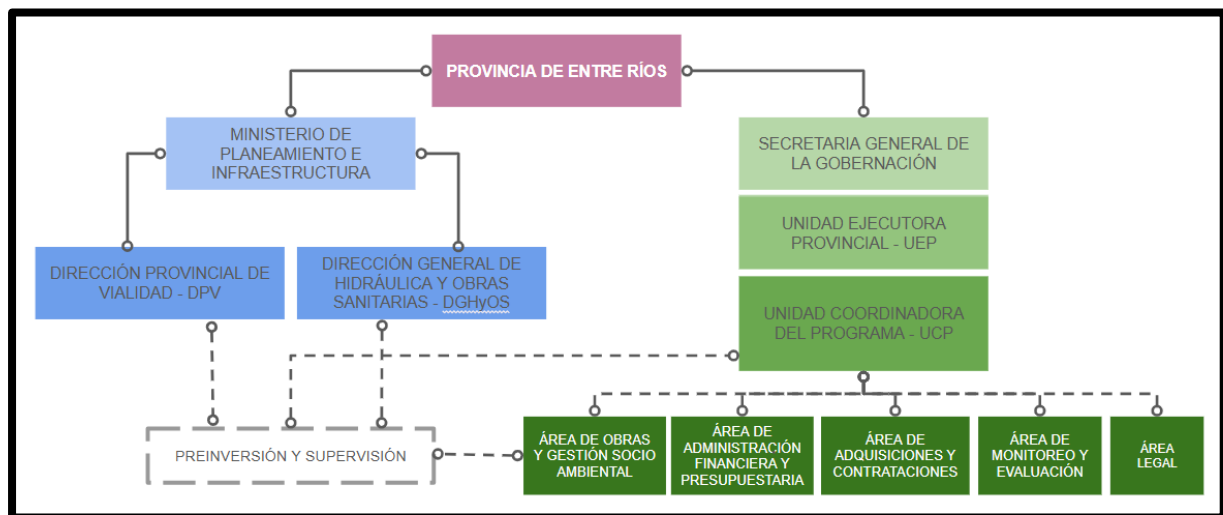 PROVINCIA DE ENTRE RÍOS
MINISTERIO DE
PLANEAMIENTO E
INFRAESTRUCTURA
SECRETARIA GENERAL DE
LA GOBERNACIÓN
UNIDAD EJECUTORA
PROVINCIAL - UEP
DIRECCIÓN PROVINCIAL DE
VIALIDAD - DPV
DIRECCIÓN GENERAL DE
HIDRÁULICA Y OBRAS
SANITARIAS - DGHyOS
UNIDAD COORDINADORA
DEL PROGRAMA - UCP
PREINVERSIÓN Y SUPERVISIÓN
ÁREA DE OBRAS
Y GESTIÓN SOCIO
AMBIENTAL
ÁREA DE
ADMINISTRACIÓN
FINANCIERA Y
PRESUPUESTARIA
ÁREA DE
ADQUISICIONES Y
CONTRATACIONES
ÁREA DE
MONITOREO Y
EVALUACIÓN
ÁREA
LEGAL